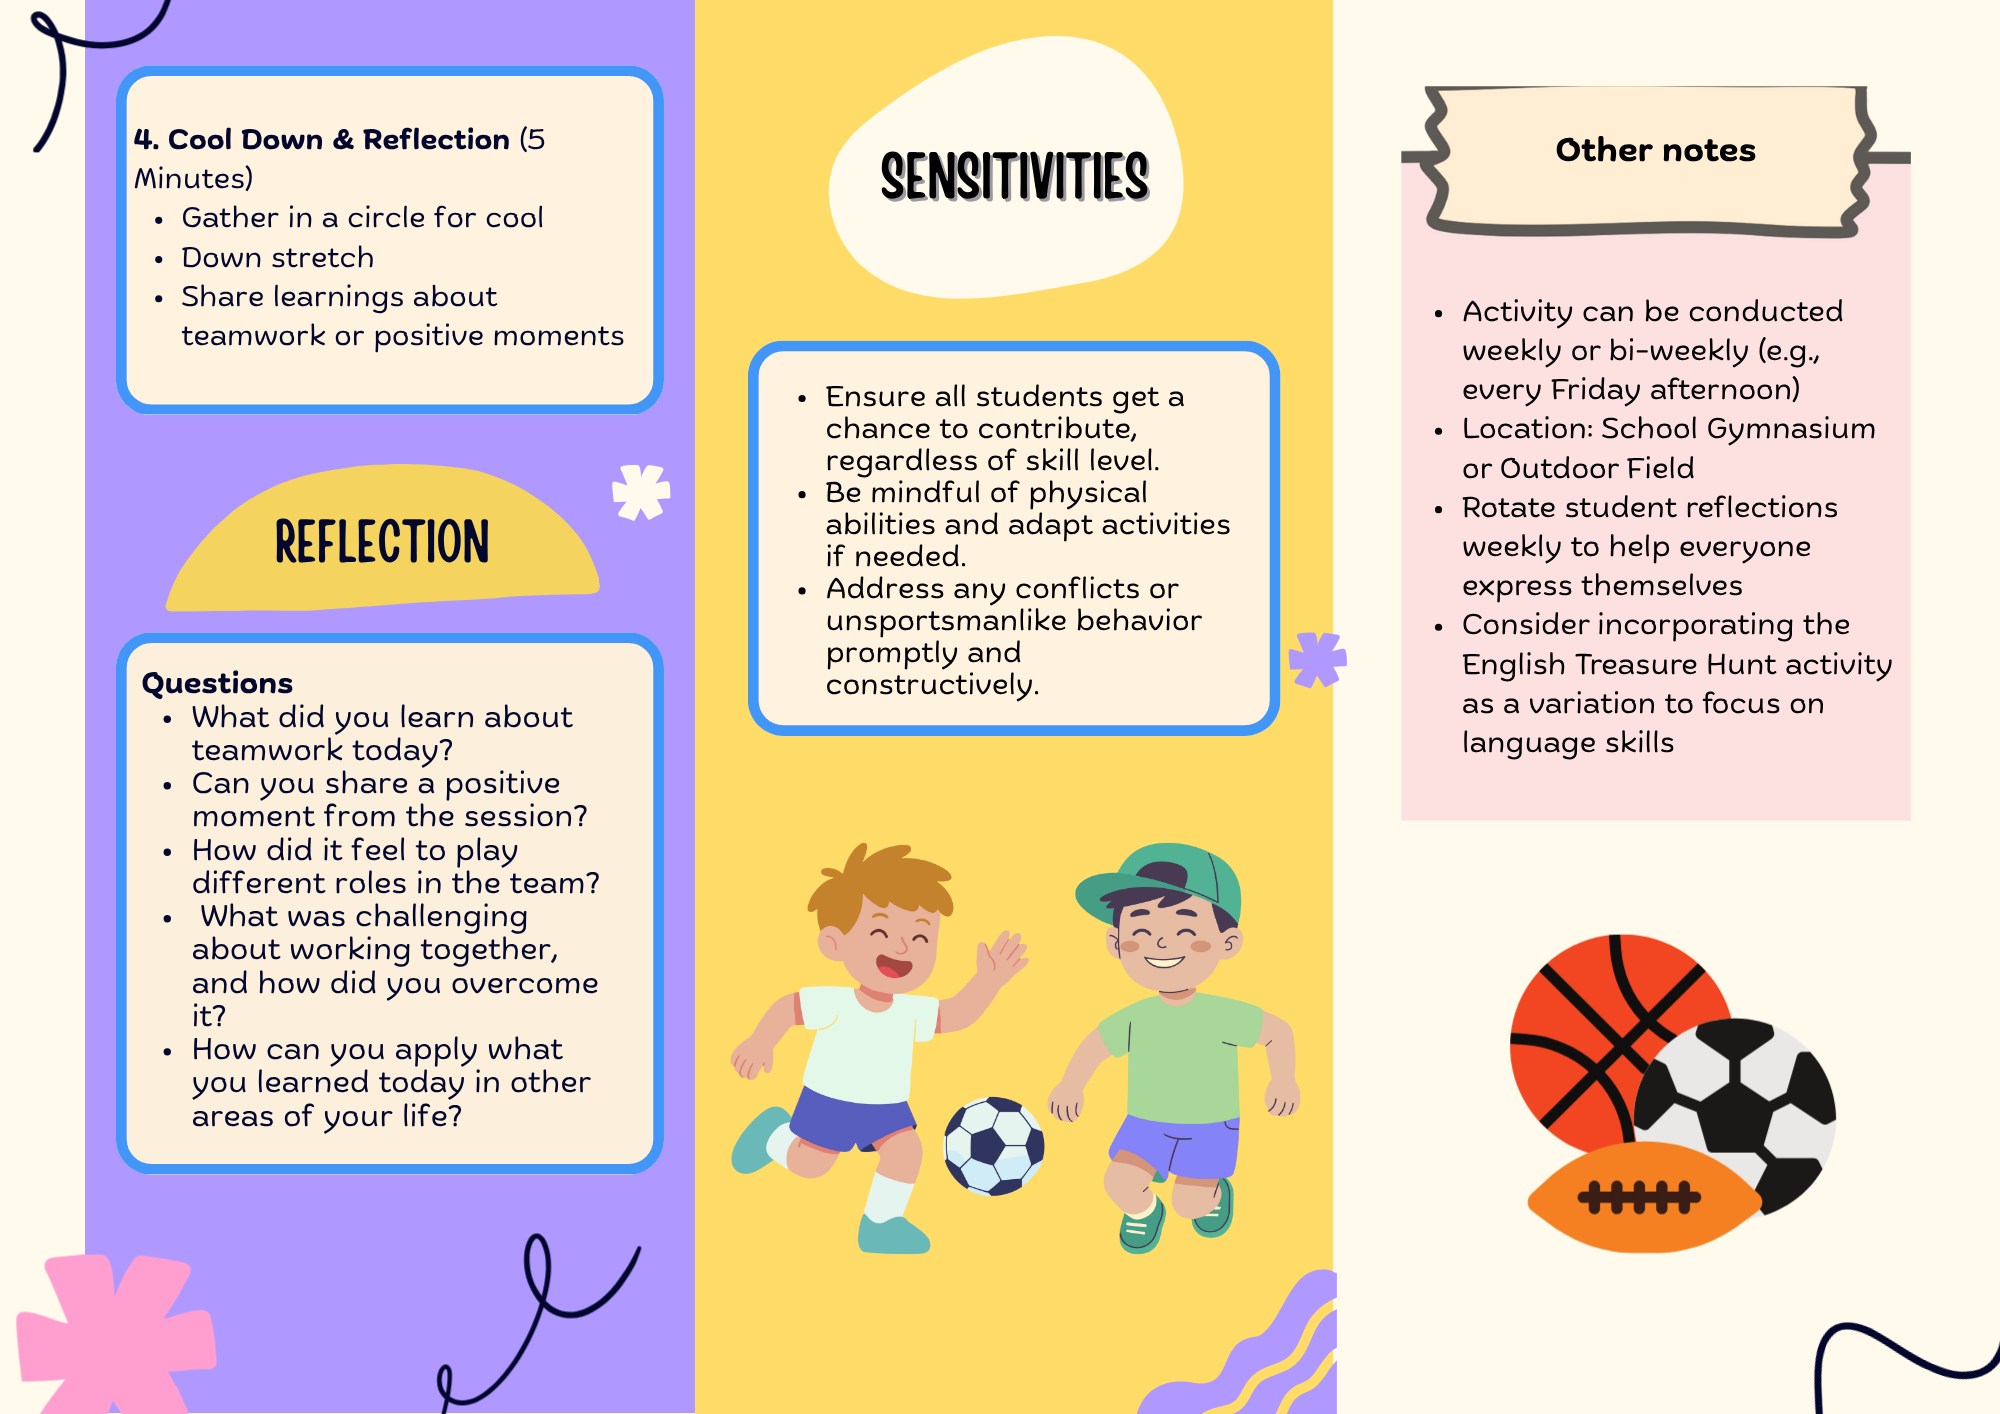 4. Cool Down & Reflection (5
Minutes)
• Gather in a circle for cool
• Down stretch
• Share learnings about
teamwork or positive moments
REFLECTION
Questions
• What did you learn about
teamwork today?
• Can you share a positive
moment from the session?
• How did it feel to play
different roles in the team?
• What was challenging
about working together,
and how did you overcome
it?
• How can you apply what
you learned today in other
areas of your life?
SENSITIVITIES
• Ensure all students get a
chance to contribute,
regardless of skill level.
• Be mindful of physical
abilities and adapt activities
if needed.
• Address any conflicts or
unsportsmanlike behavior
promptly and
constructively.
Other notes
• Activity can be conducted
weekly or bi-weekly (e.g.,
every Friday afternoon)
• Location: School Gymnasium
or Outdoor Field
• Rotate student reflections
weekly to help everyone
express themselves
• Consider incorporating the
English Treasure Hunt activity
as a variation to focus on
language skills